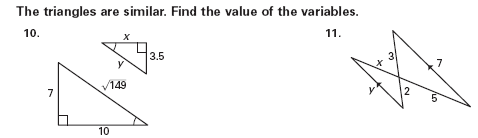 The triangles are similar. Find the value of the variables.
10.
x
3.5
y
√149
7
10
11.
3
x
7
y
2
5